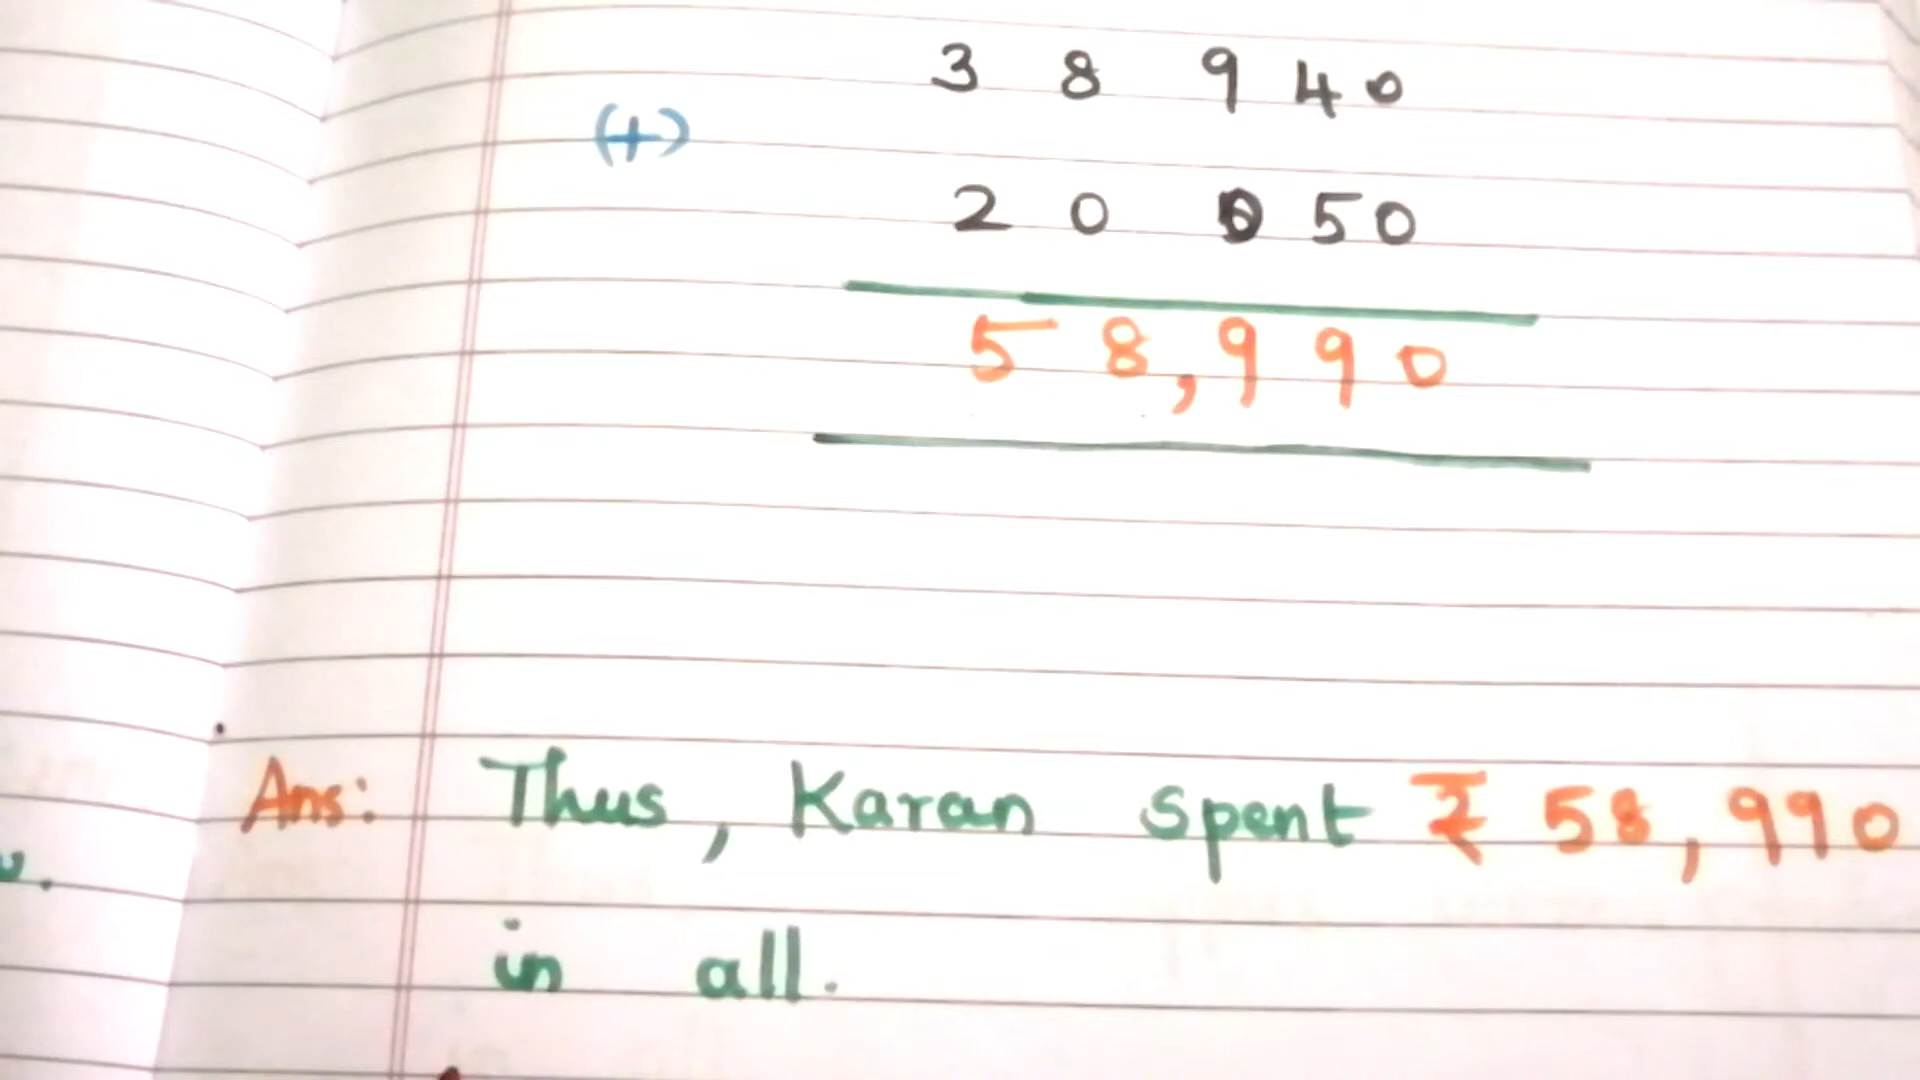 3 8 9 4 0
(+)
2 0 0 5 0
5 8, 9 9 0
Ans: Thus, Karan spent ₹ 58,990
in all.